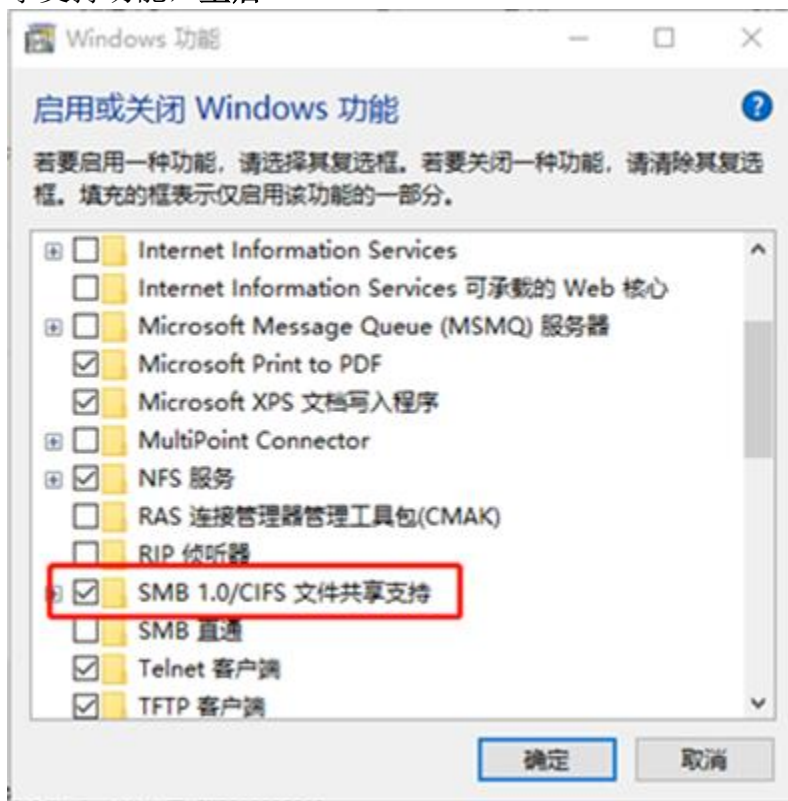 Windows 功能
启用或关闭 Windows 功能
若要启用一种功能，请选择其复选框。若要关闭一种功能，请清除其复选
框。填充的框表示仅启用该功能的一部分。
Internet Information Services
Internet Information Services 可承载的 Web 核心
Microsoft Message Queue (MSMQ) 服务器
Microsoft Print to PDF
Microsoft XPS 文档写入程序
MultiPoint Connector
NFS 服务
RAS 连接管理器管理工具包(CMAK)
RIP 侦听器
SMB 1.0/CIFS 文件共享支持
SMB 直通
Telnet 客户端
TFTP 客户端
确定 取消